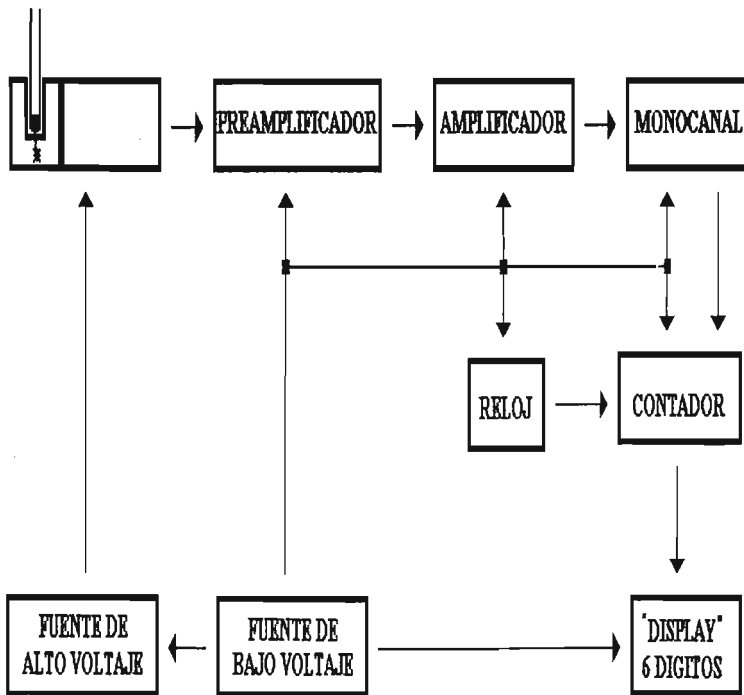 PREAMPLIFICADOR
AMPLIFICADOR
MONOCANAL
RELOJ
CONTADOR
FUENTE DE
ALTO VOLTAJE
FUENTE DE
BAJO VOLTAJE
"DISPLAY"
6 DIGITOS